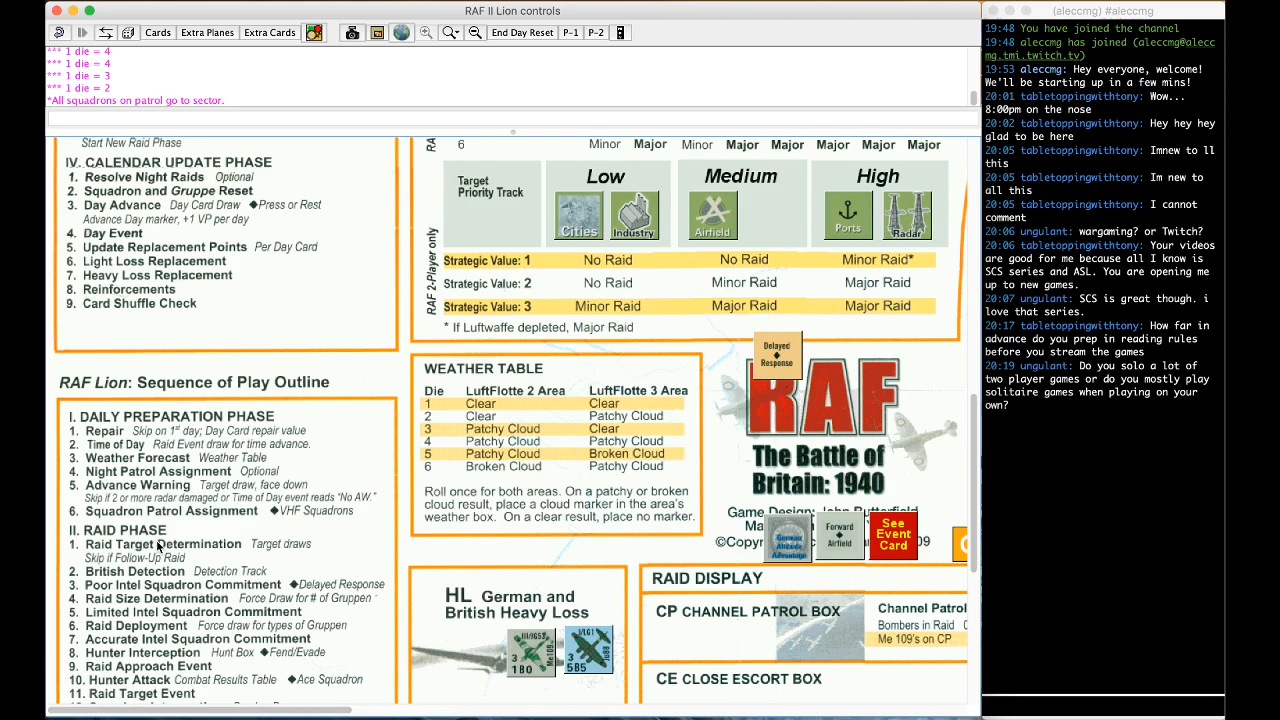 RAF II Lion controls
(aleccmg) #aleccmg
Cards
Extra Planes
Extra Cards
End Day Reset
P-1
P-2
*** 1 die = 4
*** 1 die = 4
*** 1 die = 3
*** 1 die = 2
*All squadrons on patrol go to sector.
Start New Raid Phase
IV. CALENDAR UPDATE PHASE
1. Resolve Night Raids Optional
2. Squadron and Gruppe Reset
3. Day Advance Day Card Draw ◆Press or Rest
Advance Day marker, +1 VP per day
4. Day Event
5. Update Replacement Points Per Day Card
6. Light Loss Replacement
7. Heavy Loss Replacement
8. Reinforcements
9. Card Shuffle Check
RAF Lion: Sequence of Play Outline
I. DAILY PREPARATION PHASE
1. Repair Skip on 1st day; Day Card repair value
2. Time of Day Raid Event draw for time advance.
3. Weather Forecast Weather Table
4. Night Patrol Assignment Optional
5. Advance Warning Target draw, face down
Skip if 2 or more radar damaged or Time of Day event reads "No AW."
6. Squadron Patrol Assignment ◆VHF Squadrons
II. RAID PHASE
1. Raid Target Determination Target draws
Skip if Follow-Up Raid
2. British Detection Detection Track
3. Poor Intel Squadron Commitment ◆Delayed Response
4. Raid Size Determination Force Draw for # of Gruppen
5. Limited Intel Squadron Commitment
6. Raid Deployment Force draw for types of Gruppen
7. Accurate Intel Squadron Commitment
8. Hunter Interception Hunt Box ◆Fend/Evade
9. Raid Approach Event
10. Hunter Attack Combat Results Table ◆Ace Squadron
11. Raid Target Event
RA
6 Minor Major Minor Major Major Major Major Major
Target
Priority Track
Low
Medium
High
Cities
Industry
Airfield
Ports
Radar
RAF 2-Player only
Strategic Value: 1 No Raid No Raid Minor Raid*
Strategic Value: 2 No Raid Minor Raid Major Raid
Strategic Value: 3 Minor Raid Major Raid Major Raid
* If Luftwaffe depleted, Major Raid
WEATHER TABLE
Die LuftFlotte 2 Area LuftFlotte 3 Area
1 Clear Clear
2 Clear Patchy Cloud
3 Patchy Cloud Clear
4 Patchy Cloud Patchy Cloud
5 Patchy Cloud Broken Cloud
6 Broken Cloud Patchy Cloud
Roll once for both areas. On a patchy or broken
cloud result, place a cloud marker in the area's
weather box. On a clear result, place no marker.
Delayed
◆
Response
RAF
The Battle of
Britain: 1940
Game Design: John Butterfield
Ma
©Copyri
09
German
Altitude
Advantage
Forward
◆
Airfield
See
Event
Card
HL German and
British Heavy Loss
III/JG53
Me109
3
1B0
I/LG1
Ju88
3
5B5
RAID DISPLAY
CP CHANNEL PATROL BOX
Channel Patrol
Bombers in Raid
Me 109's on CP
CE CLOSE ESCORT BOX
19:48 You have joined the channel
19:48 aleccmg has joined (aleccmg@alecc
mg.tmi.twitch.tv)
19:53 aleccmg: Hey everyone, welcome!
We'll be starting up in a few mins!
20:01 tabletoppingwithtony: Wow...
8:00pm on the nose
20:02 tabletoppingwithtony: Hey hey hey
glad to be here
20:05 tabletoppingwithtony: Imnew to ll
this
20:05 tabletoppingwithtony: Im new to
all this
20:05 tabletoppingwithtony: I cannot
comment
20:06 ungulant: wargaming? or Twitch?
20:06 tabletoppingwithtony: Your videos
are good for me because all I know is
SCS series and ASL. You are opening me
up to new games.
20:07 ungulant: SCS is great though. i
love that series.
20:17 tabletoppingwithtony: How far in
advance do you prep in reading rules
before you stream the games
20:19 ungulant: Do you solo a lot of
two player games or do you mostly play
solitaire games when playing on your
own?